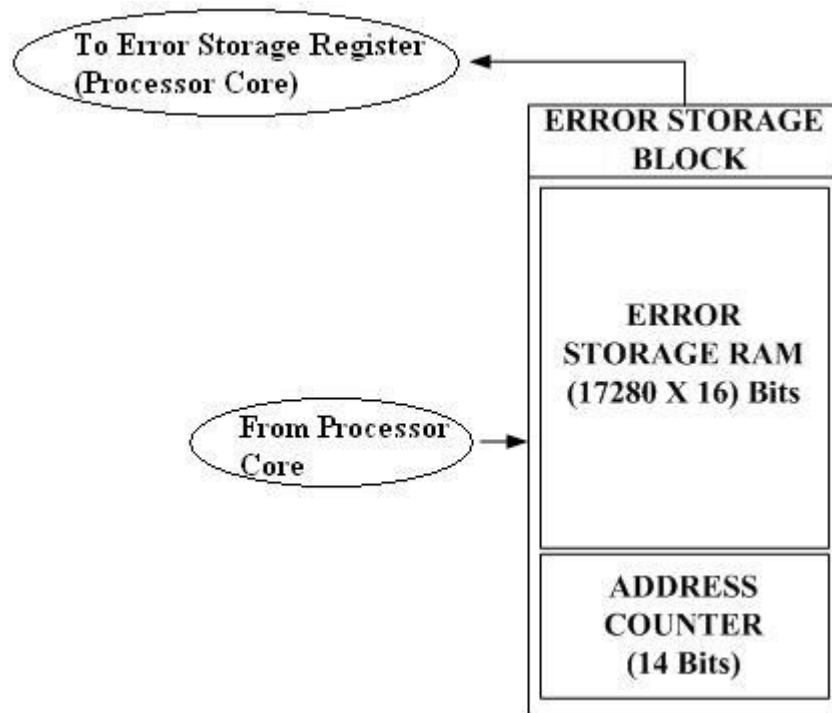 To Error Storage Register
(Processor Core)
ERROR STORAGE
BLOCK
ERROR
STORAGE RAM
(17280 X 16) Bits
From Processor
Core
ADDRESS
COUNTER
(14 Bits)